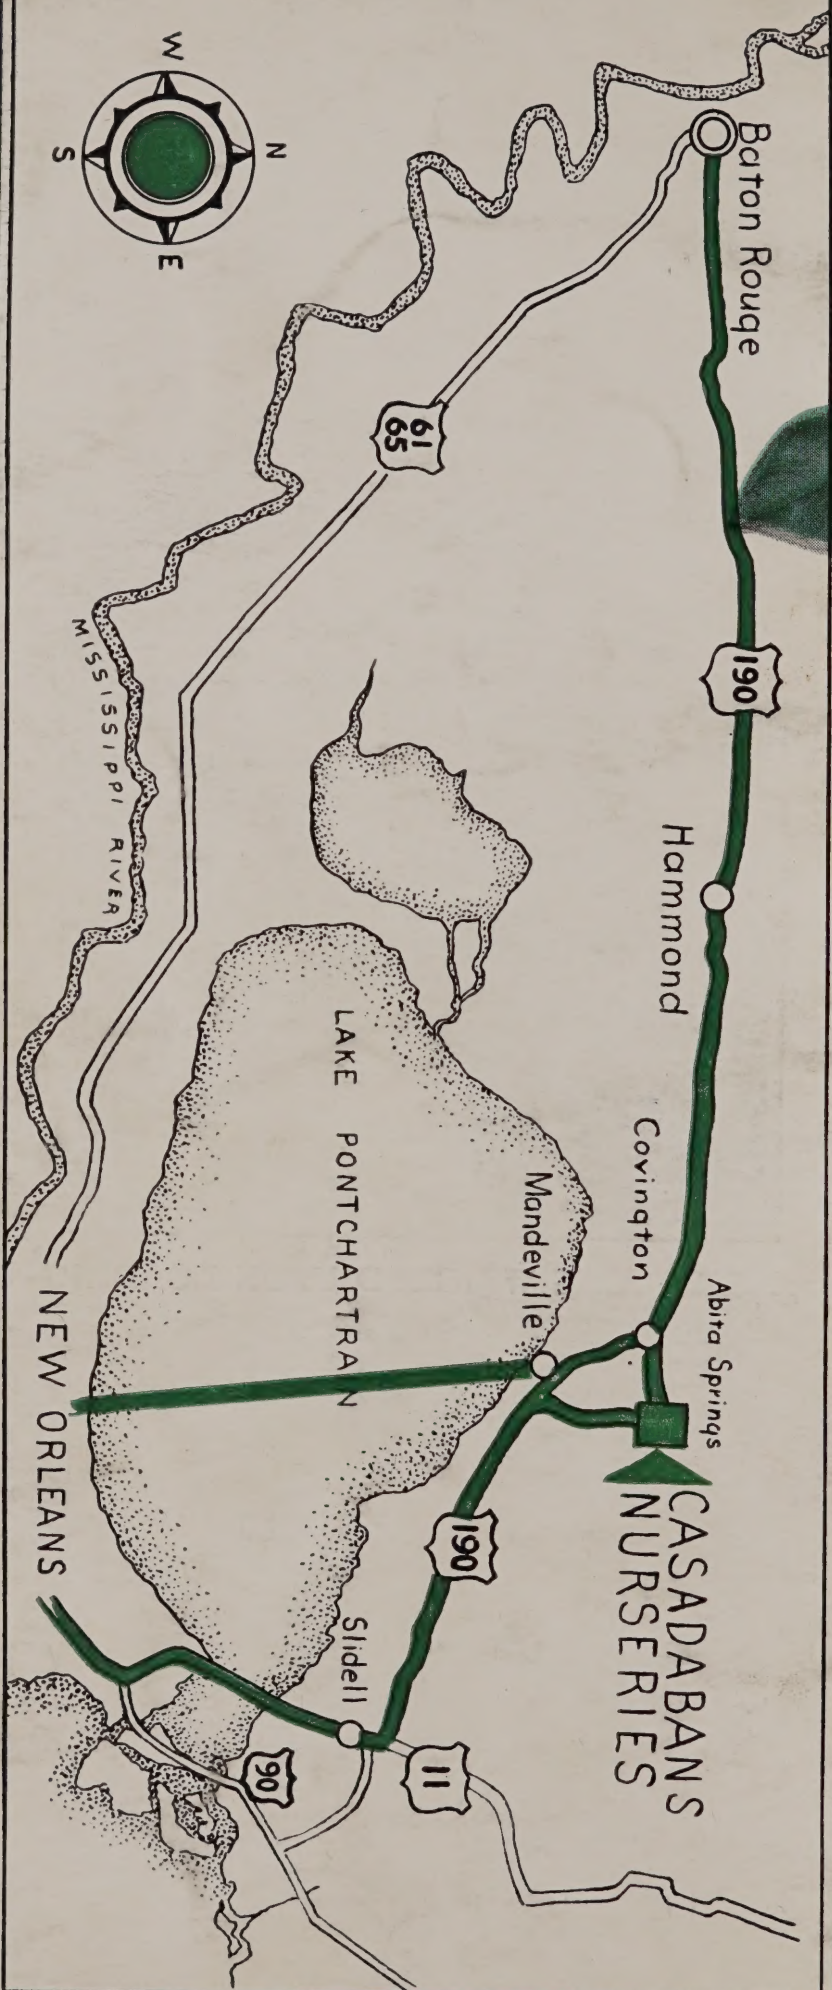 W
N
S
E
Baton Rouge
61
65
190
Hammond
MISSISSIPPI RIVER
LAKE PONTCHARTRA N
Covington
Mandeville
Abita Springs
CASADABANS
NURSERIES
NEW ORLEANS
190
Slidell
11
90